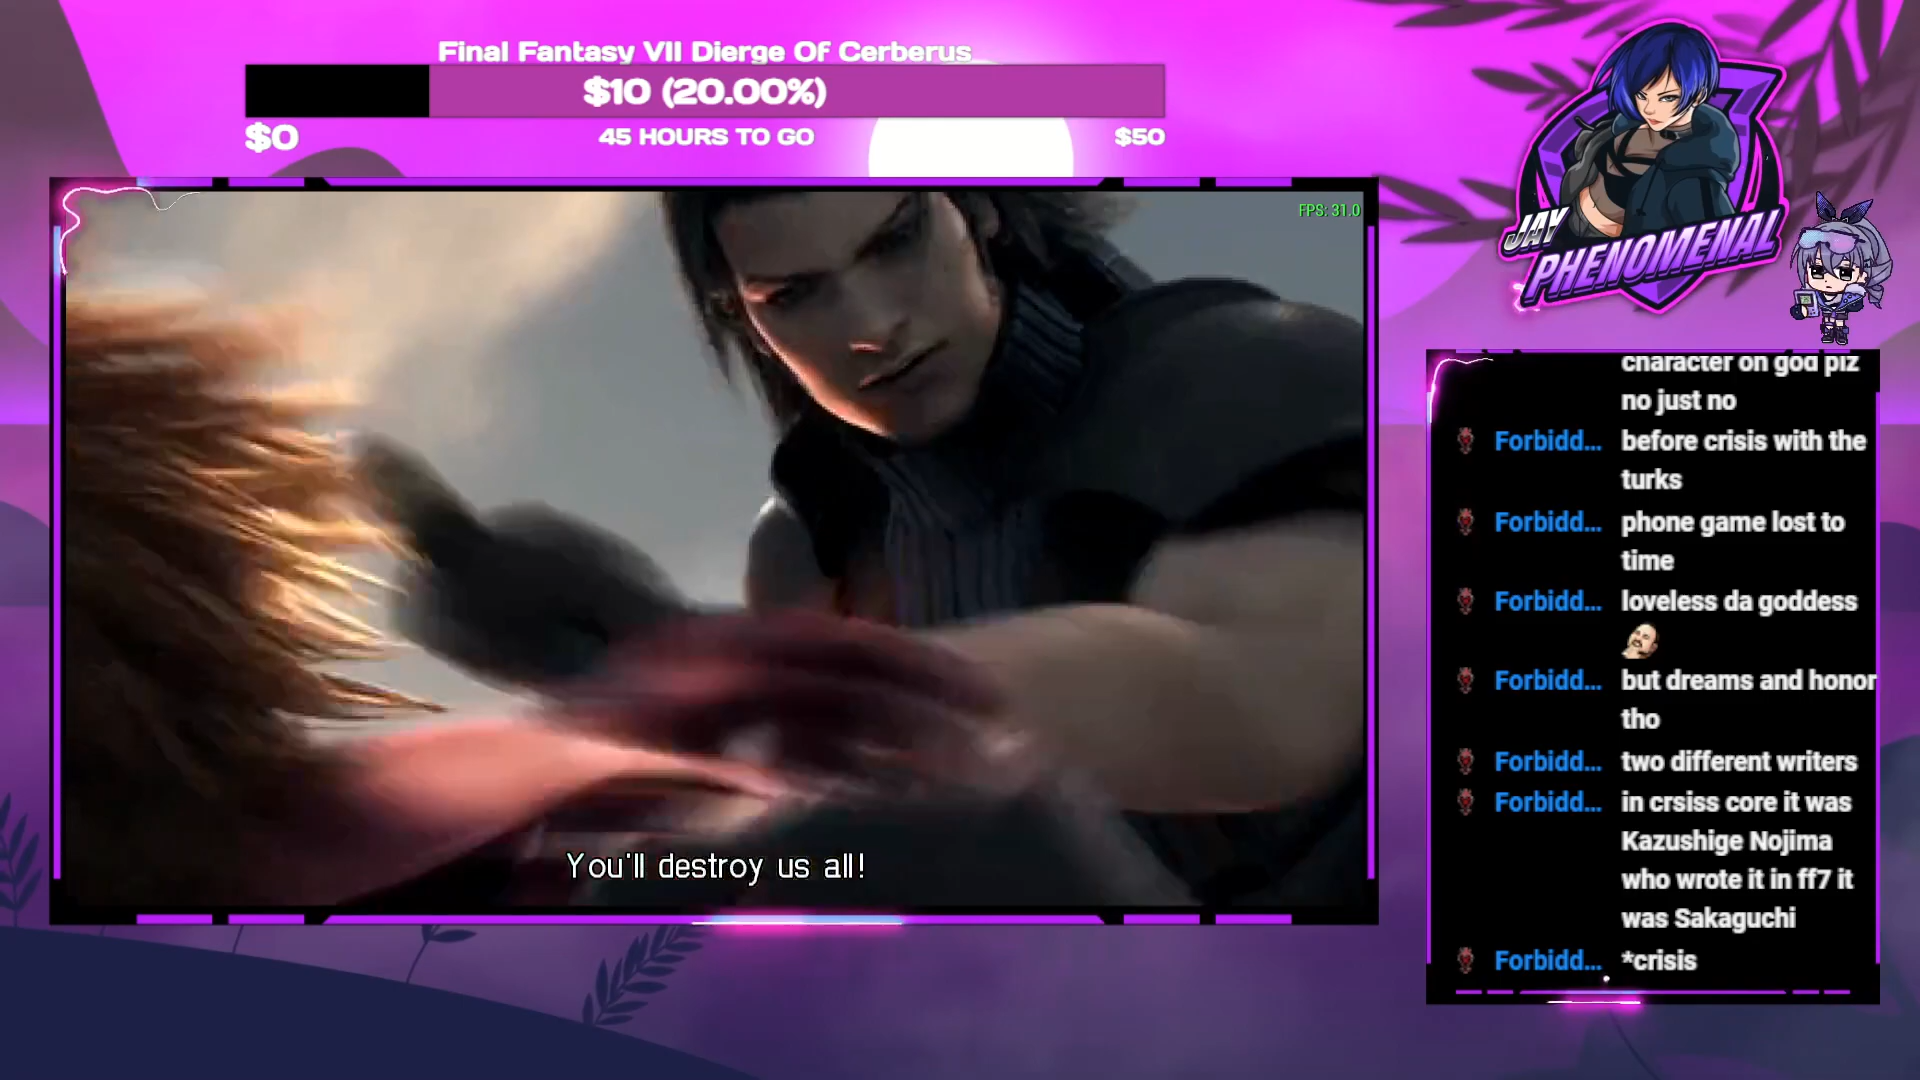 Final Fantasy VII Dierge Of Cerberus
$10 (20.00%)
$0
45 HOURS TO GO
$50
FPS: 31.0
You'll destroy us all!
JAY
PHENOMENAL
character on god plz
no just no
Forbidd... before crisis with the
turks
Forbidd... phone game lost to
time
Forbidd... loveless da goddess
Forbidd... but dreams and honor
tho
Forbidd... two different writers
Forbidd... in crsiss core it was
Kazushige Nojima
who wrote it in ff7 it
was Sakaguchi
Forbidd... *crisis